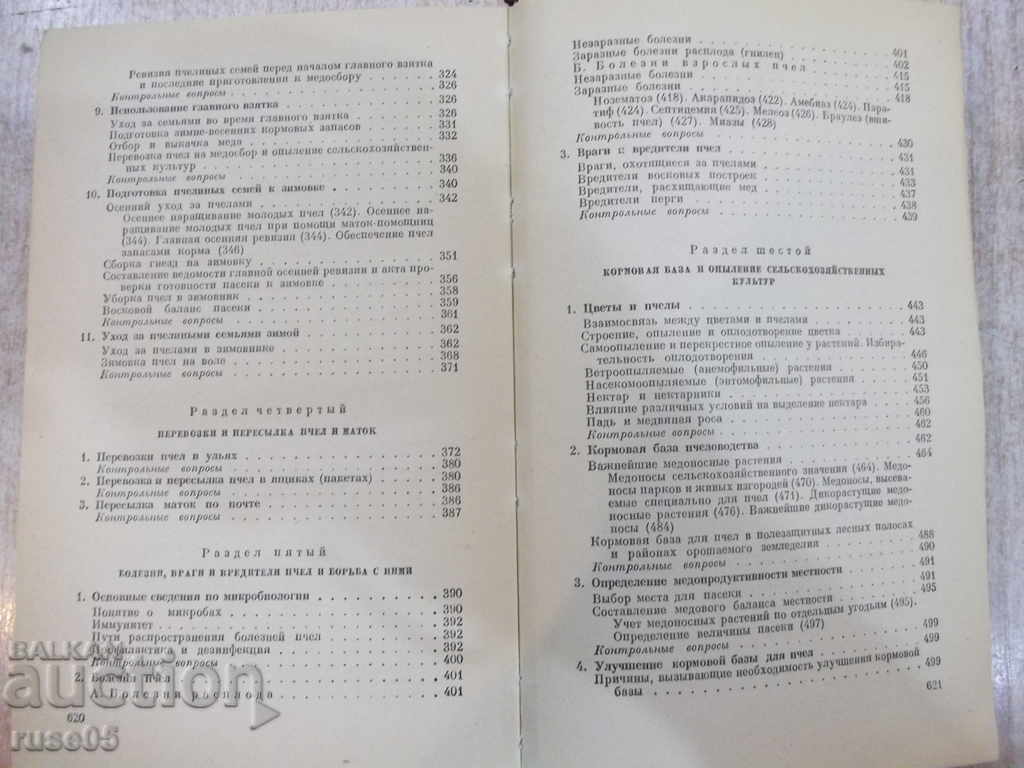 Ревизия пчелиных семей перед началом главного взятка
и последние приготовления к медосбору . . . . 324
Контрольные вопросы . . . . 326
9. Использование главного взятка . . . . 326
Уход за семьями во время главного взятка . . . . 326
Подготовка зимне-весенних кормовых запасов . . . . 331
Отбор и выкачка меда . . . . 332
Перевозка пчел на медосбор и опыление сельскохозяйствен-
ных культур . . . . 336
Контрольные вопросы . . . . 340
10. Подготовка пчелиных семей к зимовке . . . . 340
Осенний уход за пчелами . . . . 342
Осеннее наращивание молодых пчел (342). Осеннее на-
ращивание молодых пчел при помощи маток-помощниц
(344). Главная осенняя ревизия (344). Обеспечение пчел
запасами корма (346)
Сборка гнезд на зимовку . . . . 351
Составление ведомости главной осенней ревизии и акта про-
верки готовности пасеки к зимовке . . . . 356
Уборка пчел в зимовник . . . . 358
Восковой баланс пасеки . . . . 359
Контрольные вопросы . . . . 361
11. Уход за пчелиными семьями зимой . . . . 362
Уход за пчелами в зимовнике . . . . 362
Зимовка пчел на воле . . . . 368
Контрольные вопросы . . . . 371
Раздел четвертый
ПЕРЕВОЗКИ И ПЕРЕСЫЛКА ПЧЕЛ И МАТОК
1. Перевозки пчел в ульях . . . . 372
Контрольные вопросы . . . . 380
2. Перевозка и пересылка пчел в ящиках (пакетах) . . . . 380
Контрольные вопросы . . . . 386
3. Пересылка маток по почте . . . . 386
Контрольные вопросы . . . . 387
Раздел пятый
БОЛЕЗНИ, ВРАГИ И ВРЕДИТЕЛИ ПЧЕЛ И БОРЬБА С НИМИ
1. Основные сведения по микробиологии . . . . 390
Понятие о микробах . . . . 390
Иммунитет . . . . 392
Пути распространения болезней пчел . . . . 392
Профилактика и дезинфекция . . . . 392
Контрольные вопросы . . . . 400
2. Болезни пчел . . . . 401
А. Болезни расплода . . . . 401
620
Незаразные болезни . . . . 401
Заразные болезни расплода (гнилец) . . . . 402
Б. Болезни взрослых пчел . . . . 415
Незаразные болезни . . . . 415
Заразные болезни . . . . 418
Нозематоз (418). Акарапидоз (422). Амебиаз (424). Пара-
тиф (424). Септицемия (425). Мелеоз (426). Браулез (вши-
вость пчел) (427). Миазы (428)
Контрольные вопросы . . . . 430
3. Враги и вредители пчел . . . . 431
Враги, охотящиеся за пчелами . . . . 431
Вредители восковых построек . . . . 433
Вредители, расхищающие мед . . . . 437
Вредители перги . . . . 438
Контрольные вопросы . . . . 439
Раздел шестой
КОРМОВАЯ БАЗА И ОПЫЛЕНИЕ СЕЛЬСКОХОЗЯЙСТВЕННЫХ
КУЛЬТУР
1. Цветы и пчелы . . . . 443
Взаимосвязь между цветами и пчелами . . . . 443
Строение, опыление и оплодотворение цветка . . . . 443
Самоопыление и перекрестное опыление у растений. Избира-
тельность оплодотворения . . . . 446
Ветроопыляемые (анемофильные) растения . . . . 450
Насекомоопыляемые (энтомофильные) растения . . . . 451
Нектар и нектарники . . . . 453
Влияние различных условий на выделение нектара . . . . 456
Падь и медвяная роса . . . . 460
Контрольные вопросы . . . . 462
2. Кормовая база пчеловодства . . . . 462
Важнейшие медоносные растения . . . . 464
Медоносы сельскохозяйственного значения (464). Медо-
носы парков и живых изгородей (470). Медоносы, высева-
емые специально для пчел (471). Дикорастущие медо-
носные растения (476). Важнейшие дикорастущие медо-
носы (484)
Кормовая база для пчел в полезащитных лесных полосах
и районах орошаемого земледелия . . . . 488
Контрольные вопросы . . . . 490
3. Определение медопродуктивности местности . . . . 491
Выбор места для пасеки . . . . 491
Составление медового баланса местности . . . . 495
Учет медоносных растений по отдельным угодьям (495).
Определение величины пасеки (497)
Контрольные вопросы . . . . 499
4. Улучшение кормовой базы для пчел . . . . 499
Причины, вызывающие необходимость улучшения кормовой
базы . . . . 499
621
БАЛКАН
auction
ruse05